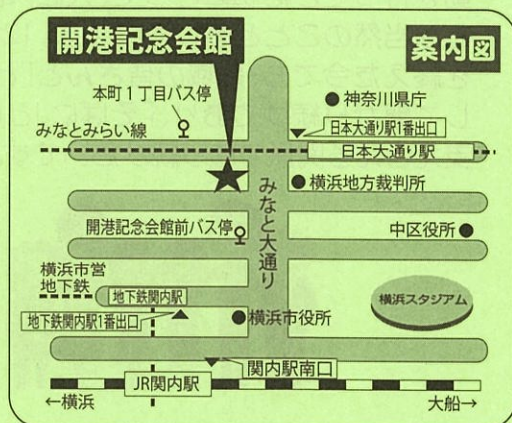 開港記念会館
案内図
本町1丁目バス停
神奈川県庁
みなとみらい線
日本大通り駅1番出口
日本大通り駅
横浜地方裁判所
みなと大通り
開港記念会館前バス停
中区役所
横浜市営
地下鉄
地下鉄関内駅
横浜スタジアム
地下鉄関内駅1番出口
横浜市役所
関内駅南口
JR関内駅
←横浜
大船→